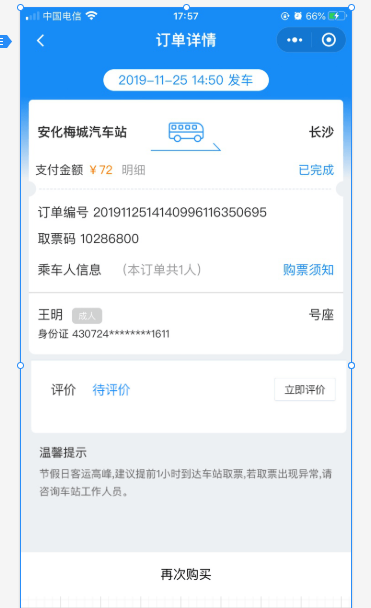 中国电信 17:57 66%
订单详情
2019-11-25 14:50 发车
安化梅城汽车站 长沙
支付金额 ¥72 明细 已完成
订单编号 2019112514140996116350695
取票码 10286800
乘车人信息 （本订单共1人） 购票须知
王明 成人 号座
身份证 430724********1611
评价 待评价 立即评价
温馨提示
节假日客运高峰,建议提前1小时到达车站取票,若取票出现异常,请
咨询车站工作人员。
再次购买